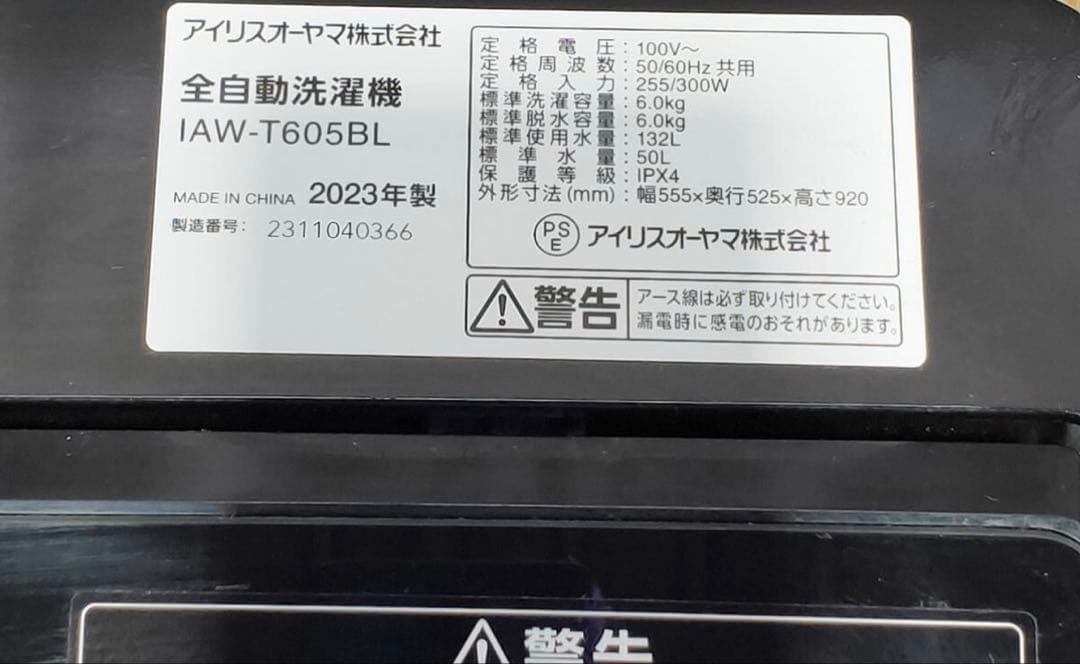 アイリスオーヤマ株式会社
全自動洗濯機
IAW-T605BL
MADE IN CHINA 2023年製
製造番号: 2311040366
定格電圧:100V～
定格周波数:50/60Hz共用
定格入力:255/300W
標準洗濯容量:6.0kg
標準脱水容量:6.0kg
標準使用水量:132L
標準水量:50L
保護等級:IPX4
外形寸法(mm):幅555×奥行525×高さ920
PSE アイリスオーヤマ株式会社
警告
アース線は必ず取り付けてください。
漏電時に感電のおそれがあります。
警告